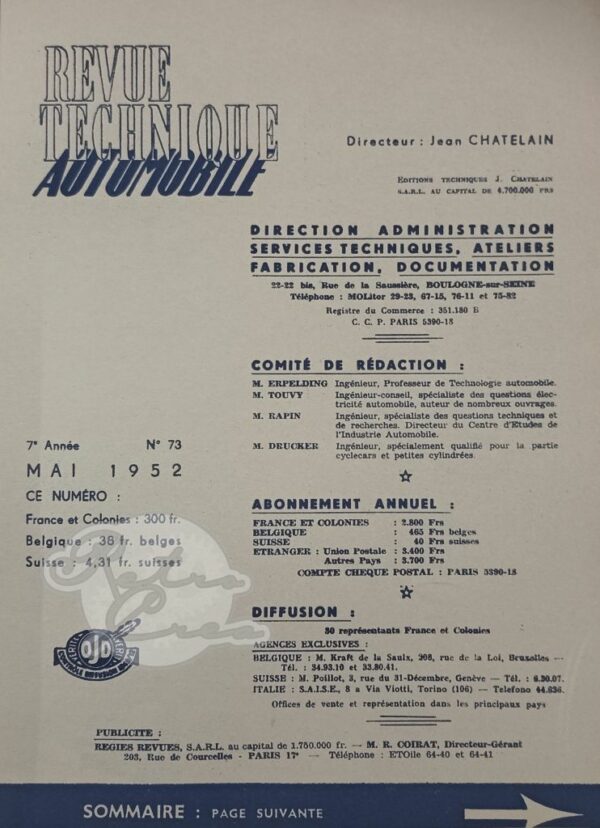 REVUE
TECHNIQUE
AUTOMOBILE
Directeur : Jean CHATELAIN
EDITIONS TECHNIQUES J. CHATELAIN
S.A.R.L. AU CAPITAL DE 4.700.000 FRS
DIRECTION ADMINISTRATION
SERVICES TECHNIQUES, ATELIERS
FABRICATION, DOCUMENTATION
22-22 bis, Rue de la Saussière, BOULOGNE-sur-SEINE
Téléphone : MOLitor 29-23, 67-15, 76-11 et 75-82
Registre du Commerce : 351.180 B
C. C. P. PARIS 5390-18
COMITÉ DE RÉDACTION :
M. ERPELDING Ingénieur, Professeur de Technologie automobile.
M. TOUVY Ingénieur-conseil, spécialiste des questions élec-
tricité automobile, auteur de nombreux ouvrages.
M. RAPIN Ingénieur, spécialiste des questions techniques et
de recherches. Directeur du Centre d'Etudes de
l'Industrie Automobile.
M. DRUCKER Ingénieur, spécialement qualifié pour la partie
cyclecars et petites cylindrées.
7e Année N° 73
MAI 1952
CE NUMÉRO :
France et Colonies : 300 fr.
Belgique : 38 fr. belges
Suisse : 4,31 fr. suisses
ABONNEMENT ANNUEL :
FRANCE ET COLONIES : 2.800 Frs
BELGIQUE : 465 Frs belges
SUISSE : 40 Frs suisses
ETRANGER : Union Postale : 3.400 Frs
Autres Pays : 3.700 Frs
COMPTE CHEQUE POSTAL : PARIS 5390-18
Retro
Crea
DIFFUSION :
30 représentants France et Colonies
AGENCES EXCLUSIVES :
BELGIQUE : M. Kraft de la Saulx, 208, rue de la Loi, Bruxelles —
Tél. : 34.93.10 et 33.80.41.
SUISSE : M. Poillot, 3, rue du 31-Décembre, Genève — Tél. : 6.20.07.
ITALIE : S.A.I.S.E., 8 a Via Viotti, Torino (106) — Telefono 44.836.
Offices de vente et représentation dans les principaux pays
OJD
CONTRÔLE DIFFUSION
PUBLICITE :
REGIES REVUES, S.A.R.L. au capital de 1.750.000 fr. — M. R. COIRAT, Directeur-Gérant
203, Rue de Courcelles - PARIS 17e — Téléphone : ETOile 64-40 et 64-41
SOMMAIRE : PAGE SUIVANTE